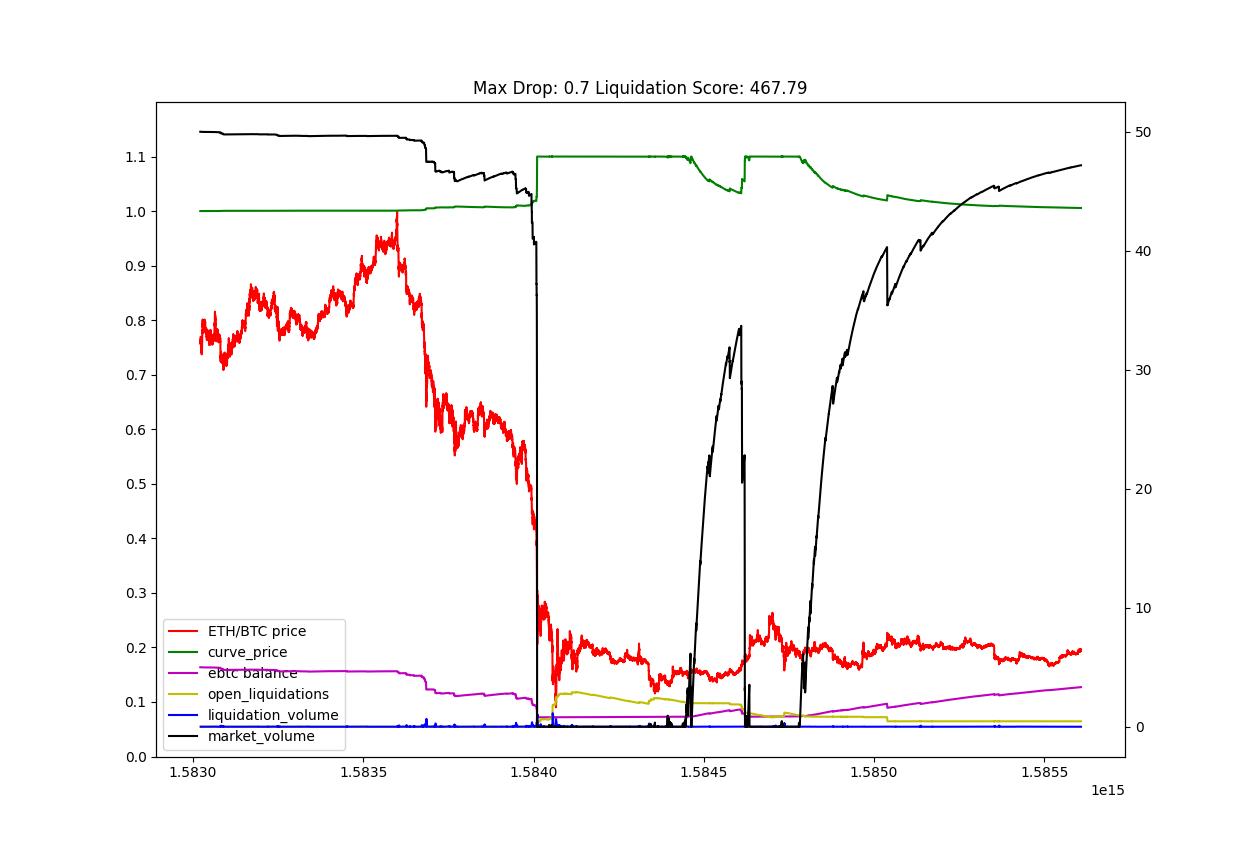 Max Drop: 0.7 Liquidation Score: 467.79
1.1
1.0
0.9
0.8
0.7
0.6
0.5
0.4
0.3
0.2
0.1
0.0
50
40
30
20
10
0
ETH/BTC price
curve_price
ebtc balance
open_liquidations
liquidation_volume
market_volume
1.5830 1.5835 1.5840 1.5845 1.5850 1.5855
1e15